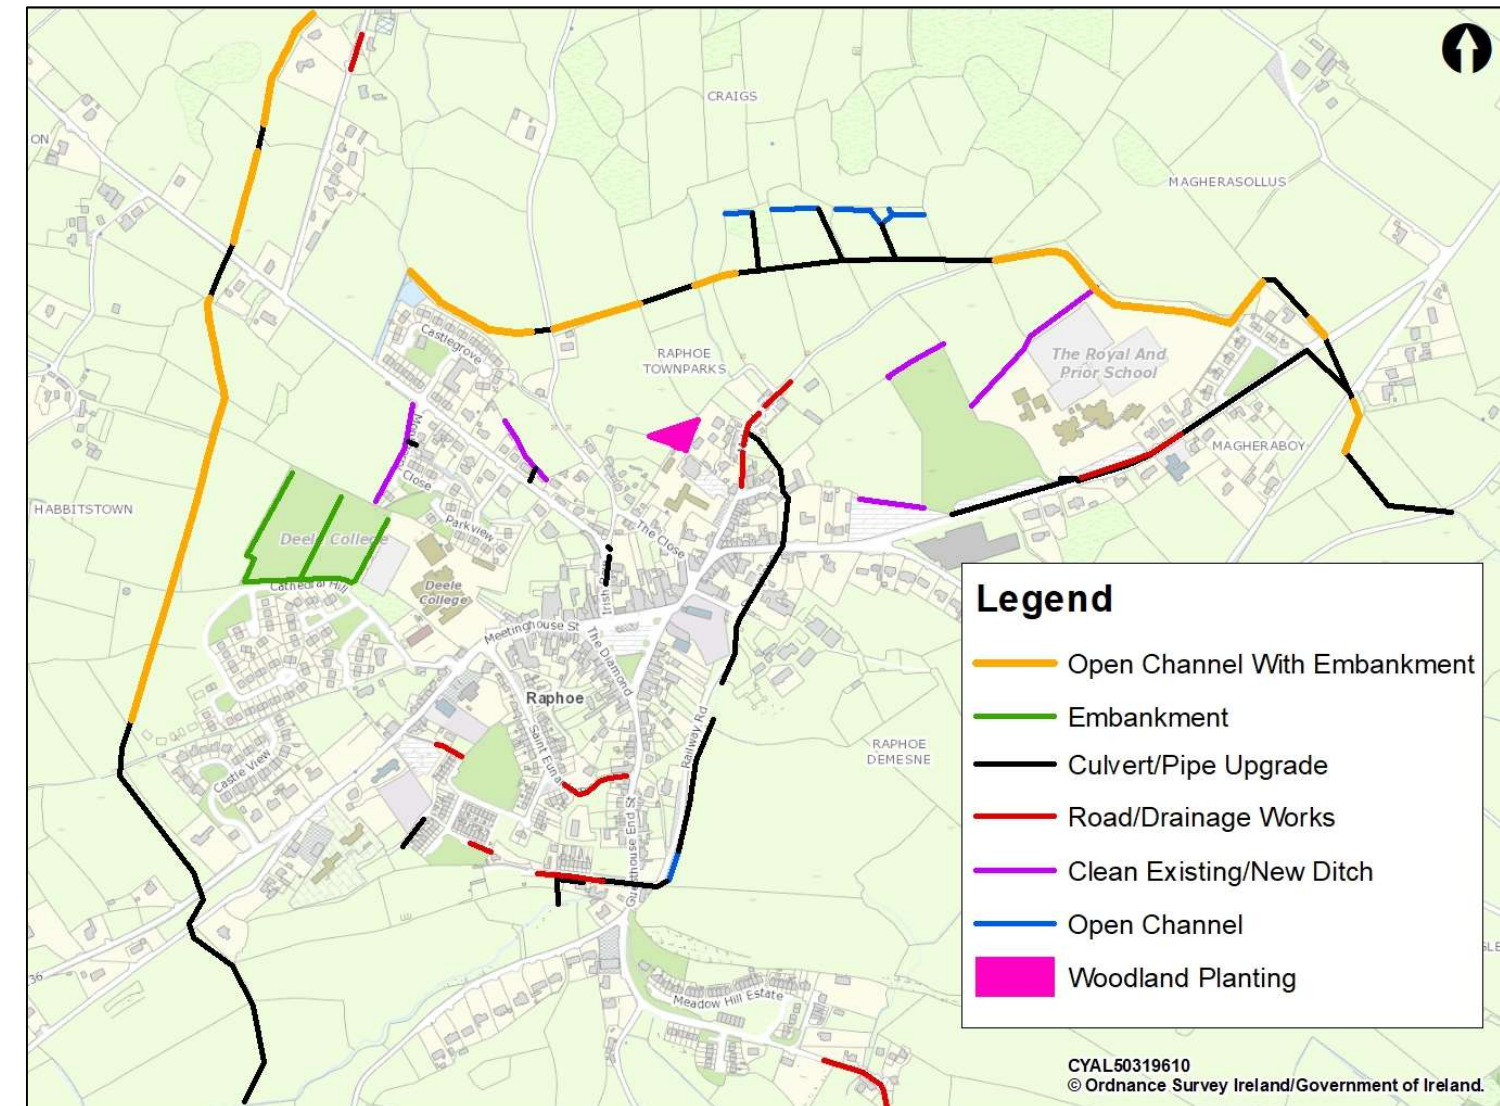 CRAIGS
ON
MAGHERASOLLUS
Castlegrove
RAPHOE
TOWNPARKS
The Royal And
Prior School
MAGHERABOY
Close
HABBITSTOWN
Parkview
The Close
Deele College
Cathedral Hill
Deele
College
Irish Row
Meetinghouse St
The Diamond
Raphoe
Railway Rd
Saint Eunan
RAPHOE
DEMESNE
Castle View
Guesthouse End St
36
Meadow Hill Estate
Legend
Open Channel With Embankment
Embankment
Culvert/Pipe Upgrade
Road/Drainage Works
Clean Existing/New Ditch
Open Channel
Woodland Planting
CYAL50319610
© Ordnance Survey Ireland/Government of Ireland.